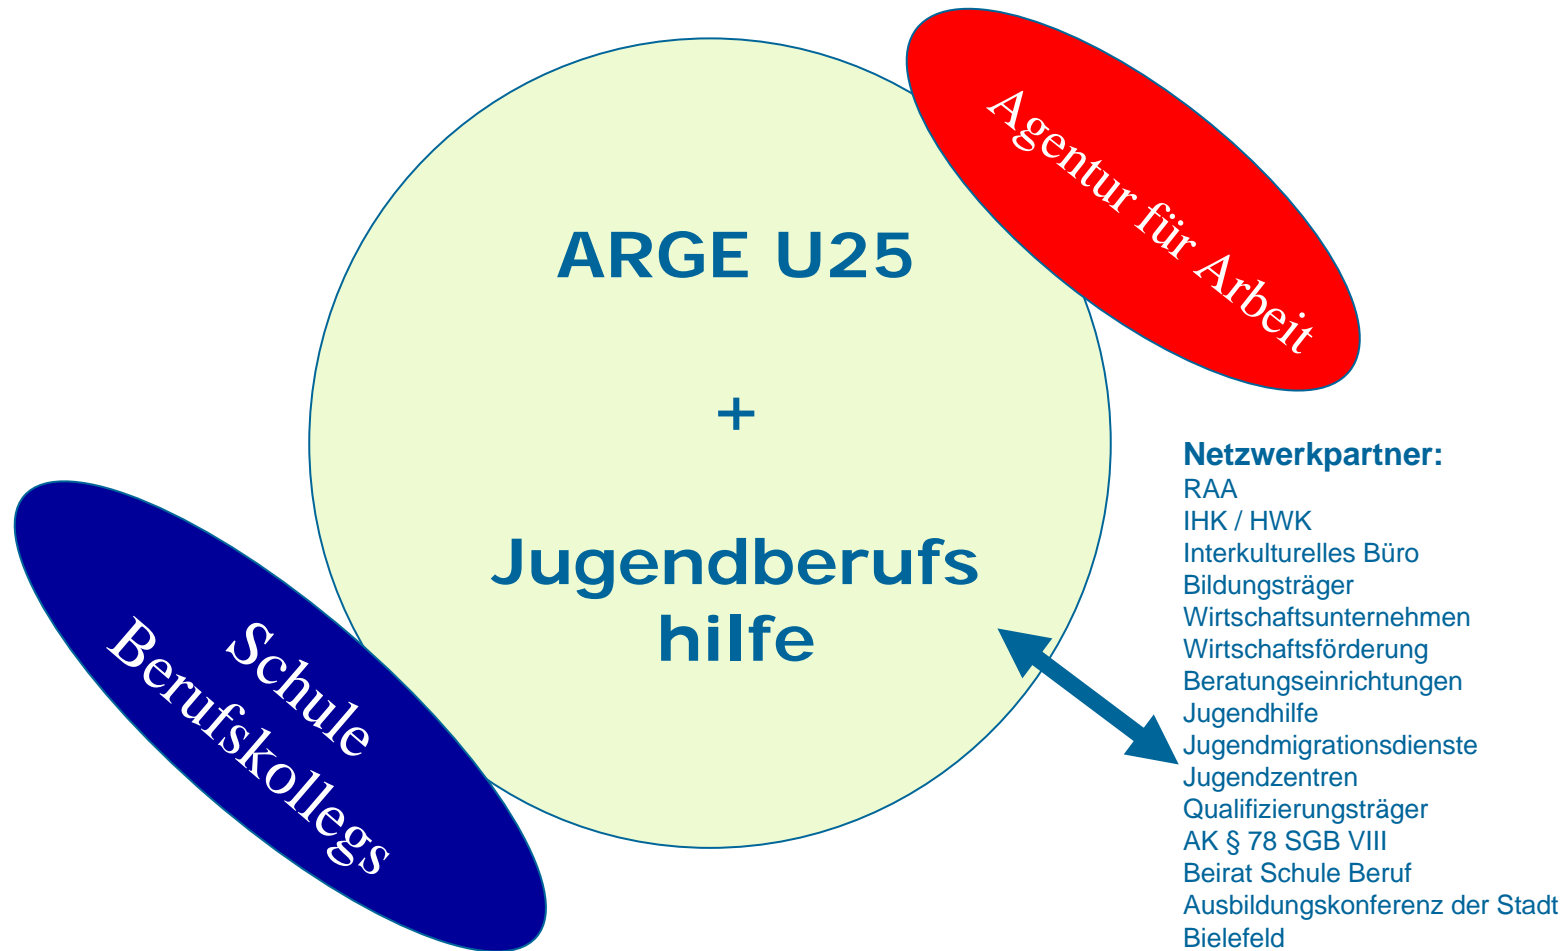 Agentur für Arbeit
ARGE U25
+
Jugendberufs
hilfe
Schule
Berufskollegs
Netzwerkpartner:
RAA
IHK / HWK
Interkulturelles Büro
Bildungsträger
Wirtschaftsunternehmen
Wirtschaftsförderung
Beratungseinrichtungen
Jugendhilfe
Jugendmigrationsdienste
Jugendzentren
Qualifizierungsträger
AK § 78 SGB VIII
Beirat Schule Beruf
Ausbildungskonferenz der Stadt
Bielefeld